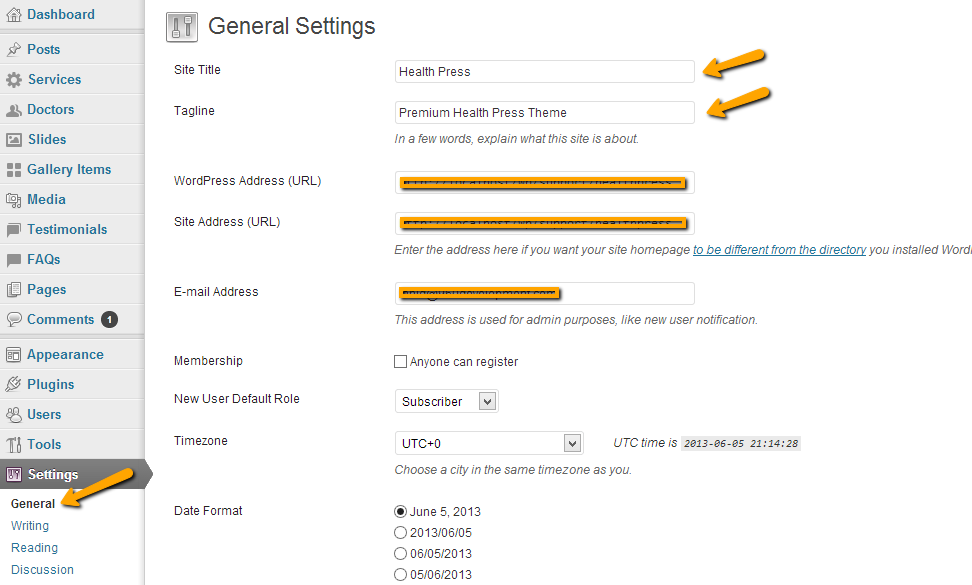 Dashboard
Posts
Services
Doctors
Slides
Gallery Items
Media
Testimonials
FAQs
Pages
Comments 1
Appearance
Plugins
Users
Tools
Settings
General
Writing
Reading
Discussion
General Settings
Site Title Health Press
Tagline Premium Health Press Theme
In a few words, explain what this site is about.
WordPress Address (URL)
Site Address (URL)
Enter the address here if you want your site homepage to be different from the directory you installed
E-mail Address
This address is used for admin purposes, like new user notification.
Membership Anyone can register
New User Default Role Subscriber
Timezone UTC+0 UTC time is 2013-06-05 21:14:28
Choose a city in the same timezone as you.
Date Format June 5, 2013
2013/06/05
06/05/2013
05/06/2013